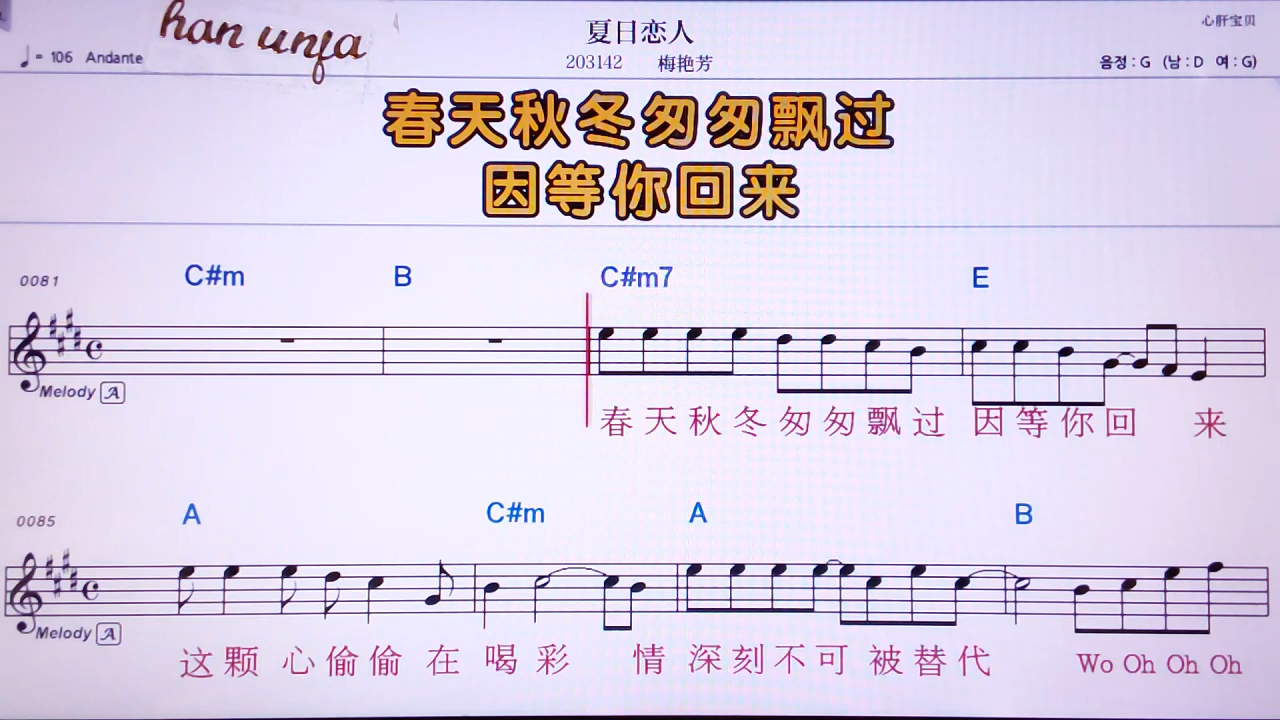 han unfa
夏日恋人
心肝宝贝
♩= 106 Andante
203142 梅艳芳
음정 : G (남 : D 여 : G)
春天秋冬匆匆飘过
因等你回来
0081 C#m B C#m7 E
Melody A
春天秋冬匆匆飘过 因等你回 来
0085 A C#m A B
Melody A
这颗 心偷偷 在 喝彩 情深刻不可被替代 Wo Oh Oh Oh